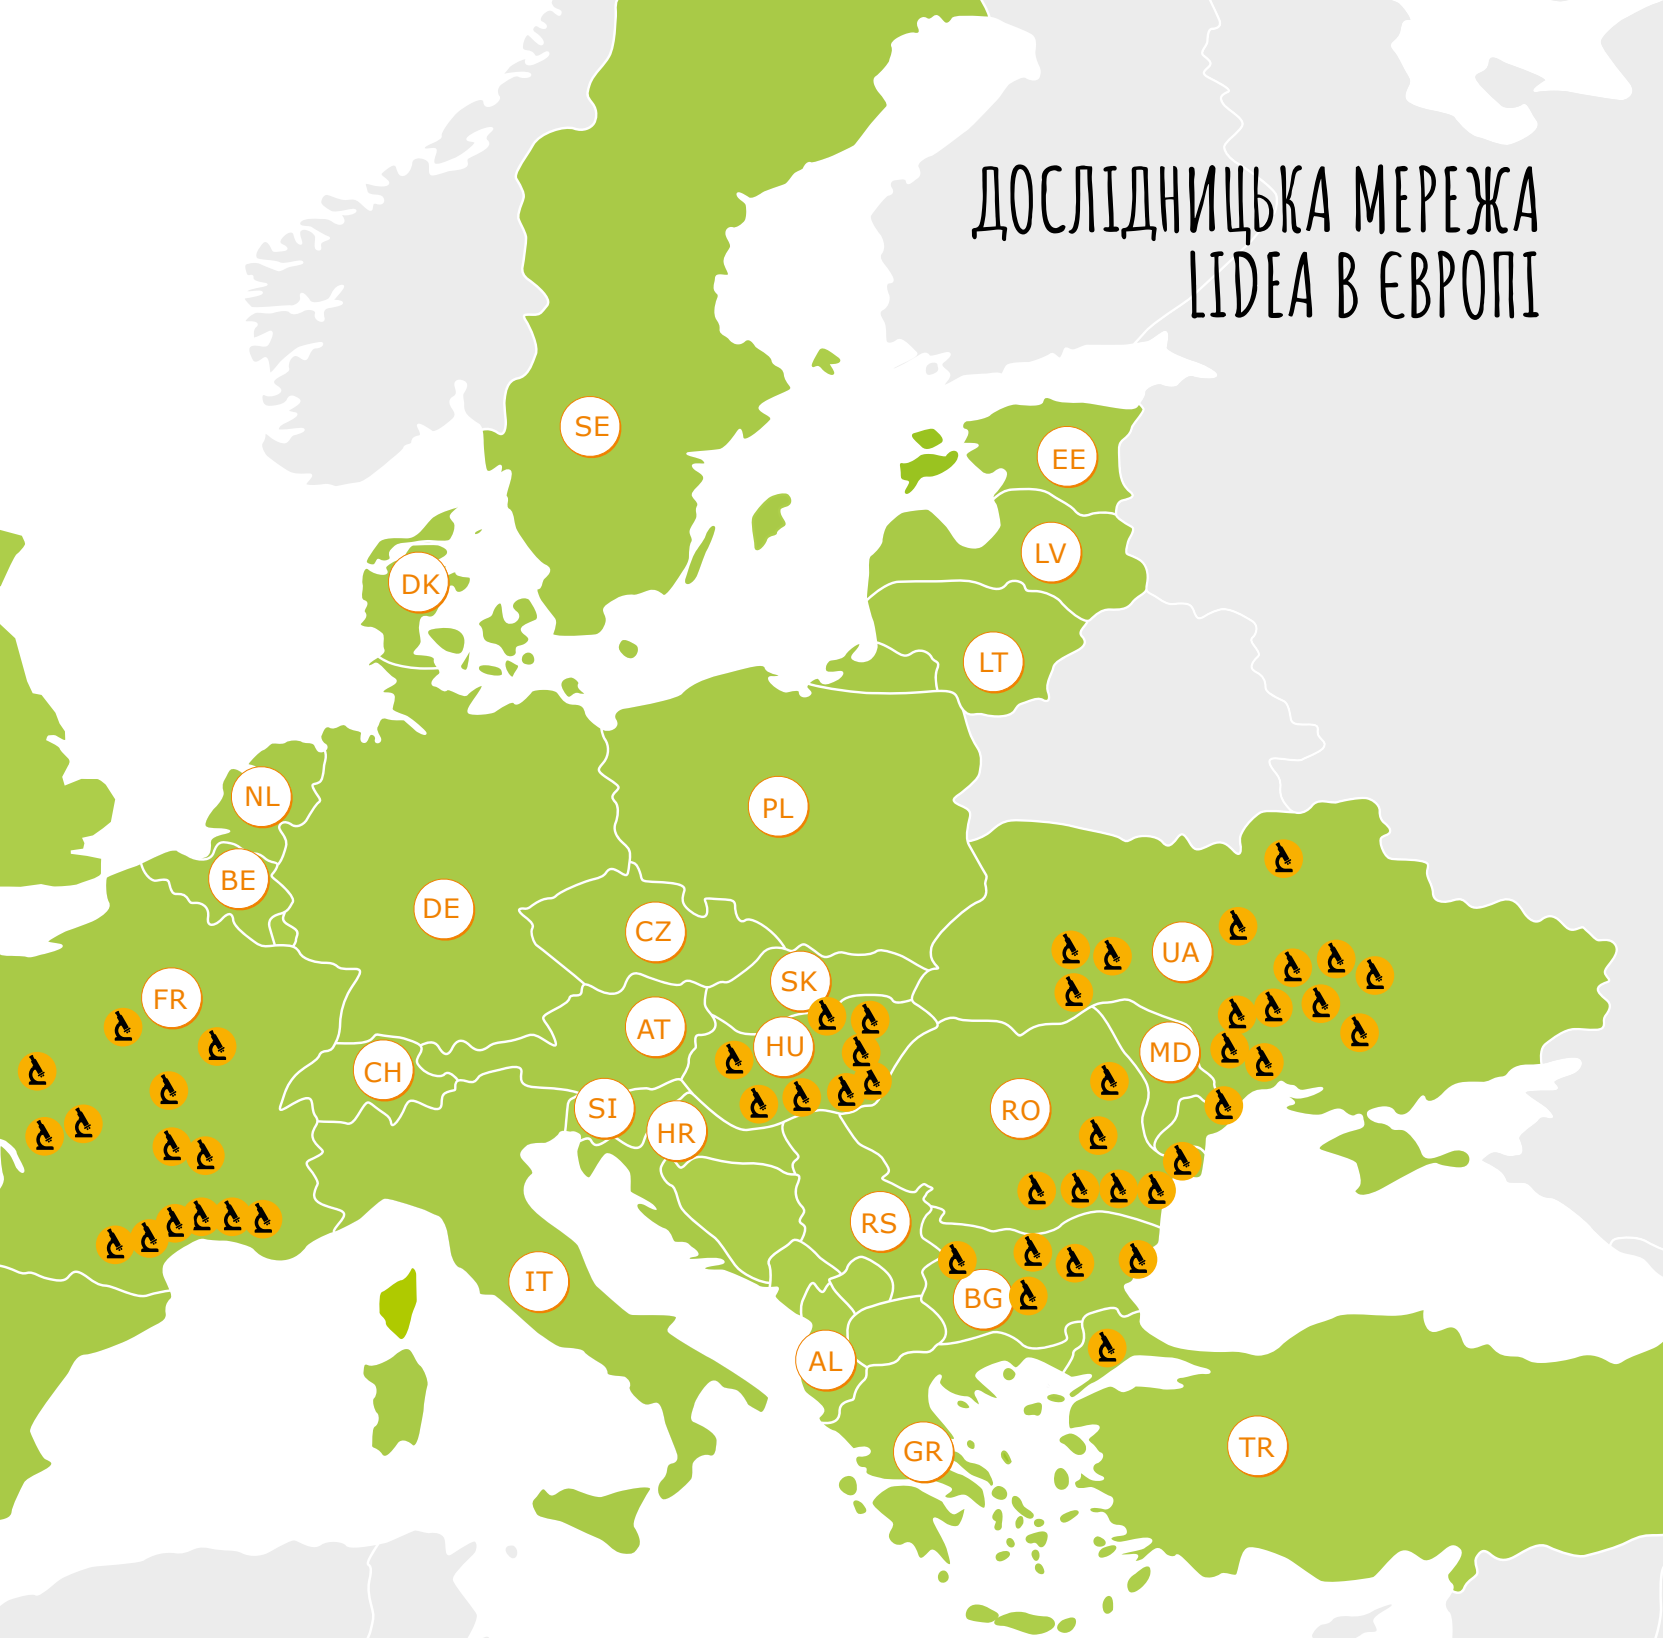 ДОСЛІДНИЦЬКА МЕРЕЖА
LIDEA В ЄВРОПІ
SE
EE
LV
DK
LT
NL
PL
BE
DE
CZ
UA
SK
FR
AT
HU
MD
CH
SI
RO
HR
RS
IT
BG
AL
GR
TR